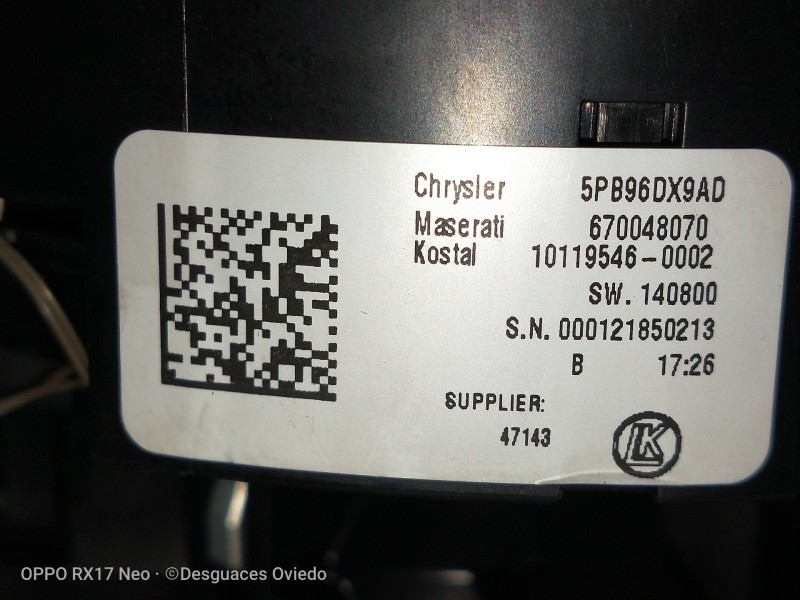 Chrysler 5PB96DX9AD
Maserati 670048070
Kostal 10119546-0002
SW. 140800
S.N. 000121850213
B 17:26
SUPPLIER:
47143
LK
OPPO RX17 Neo · ©Desguaces Oviedo